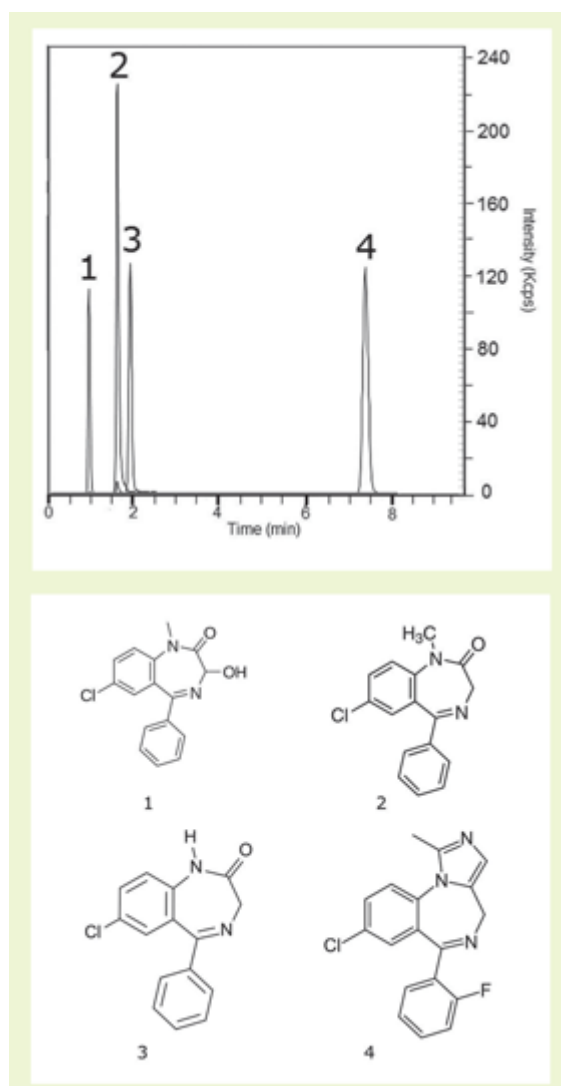 240
2
200
160
3
4
1
120
Intensity (Kcps)
80
40
0
0 2 4 6 8
Time (min)
N O
OH
Cl N
1
H₃C
N O
Cl N
2
H
N O
Cl N
3
N
N
Cl N
F
4